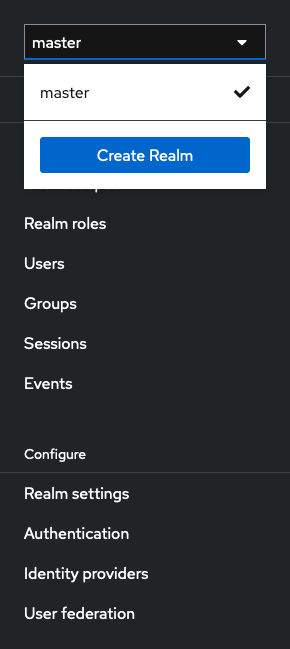 master
master
Create Realm
Realm roles
Users
Groups
Sessions
Events
Configure
Realm settings
Authentication
Identity providers
User federation